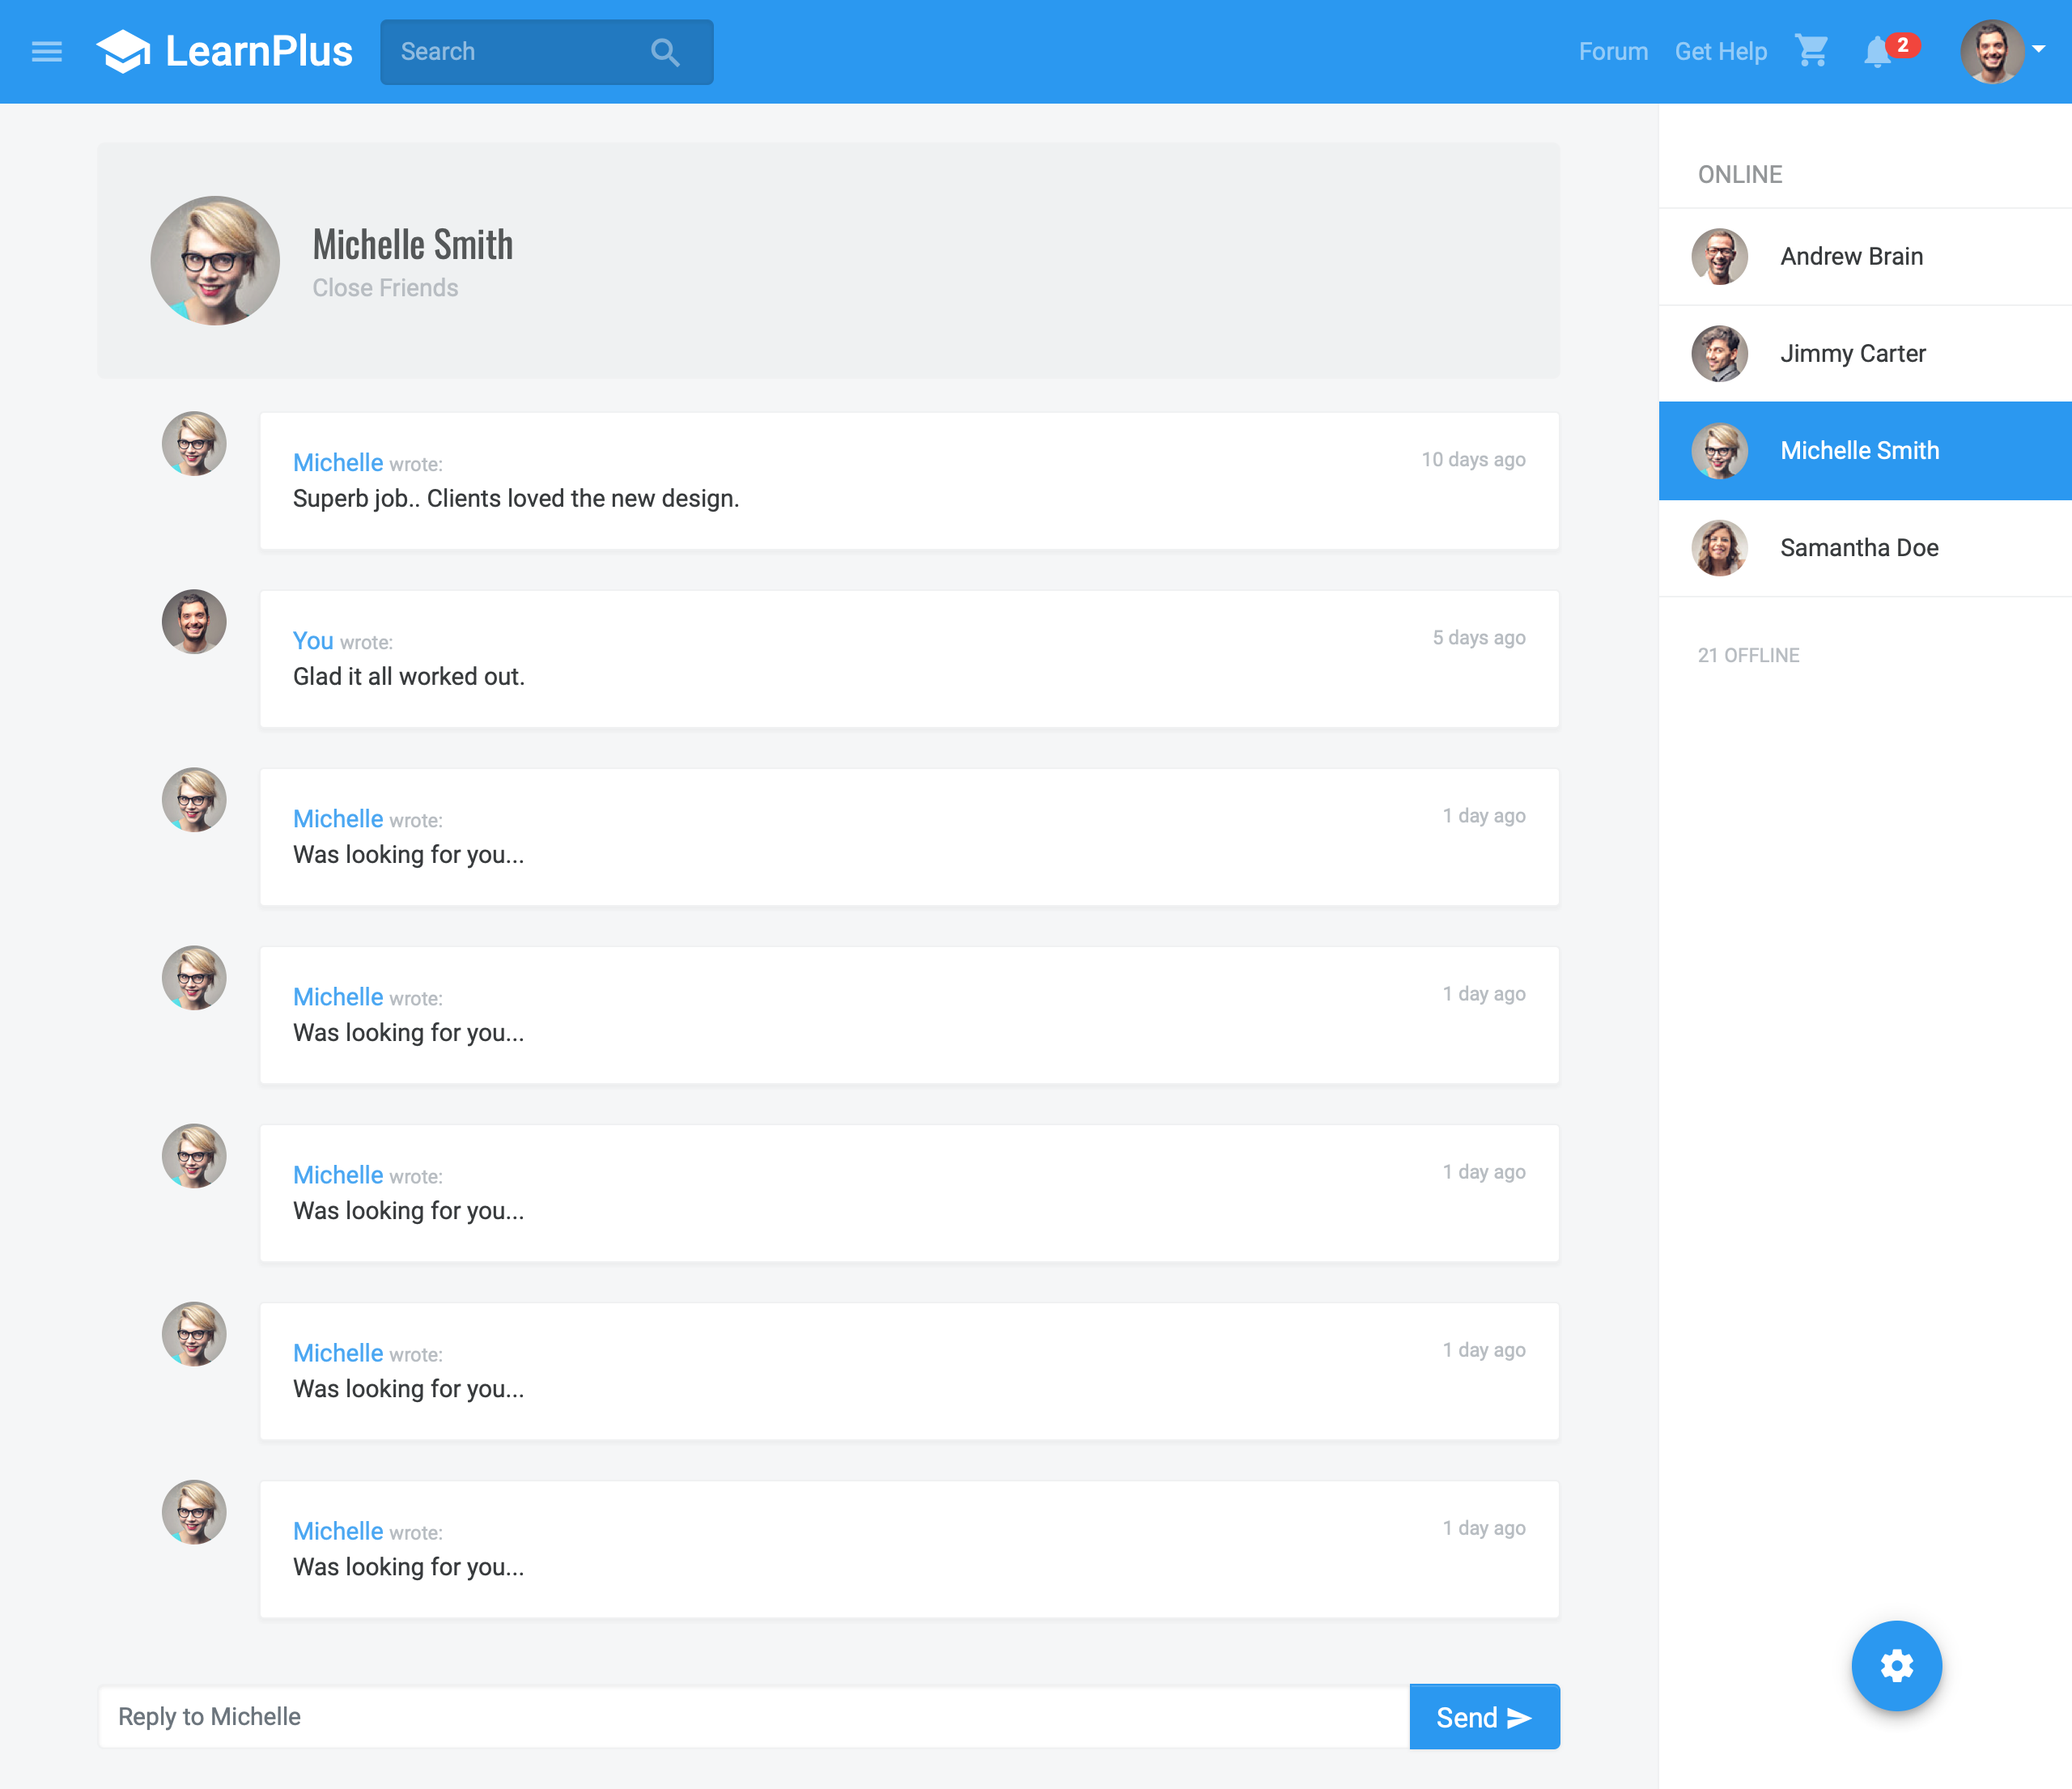 LearnPlus
Search
Forum
Get Help
2
Michelle Smith
Close Friends
Michelle wrote:
10 days ago
Superb job.. Clients loved the new design.
You wrote:
5 days ago
Glad it all worked out.
Michelle wrote:
1 day ago
Was looking for you...
Michelle wrote:
1 day ago
Was looking for you...
Michelle wrote:
1 day ago
Was looking for you...
Michelle wrote:
1 day ago
Was looking for you...
Michelle wrote:
1 day ago
Was looking for you...
Reply to Michelle
Send
ONLINE
Andrew Brain
Jimmy Carter
Michelle Smith
Samantha Doe
21 OFFLINE